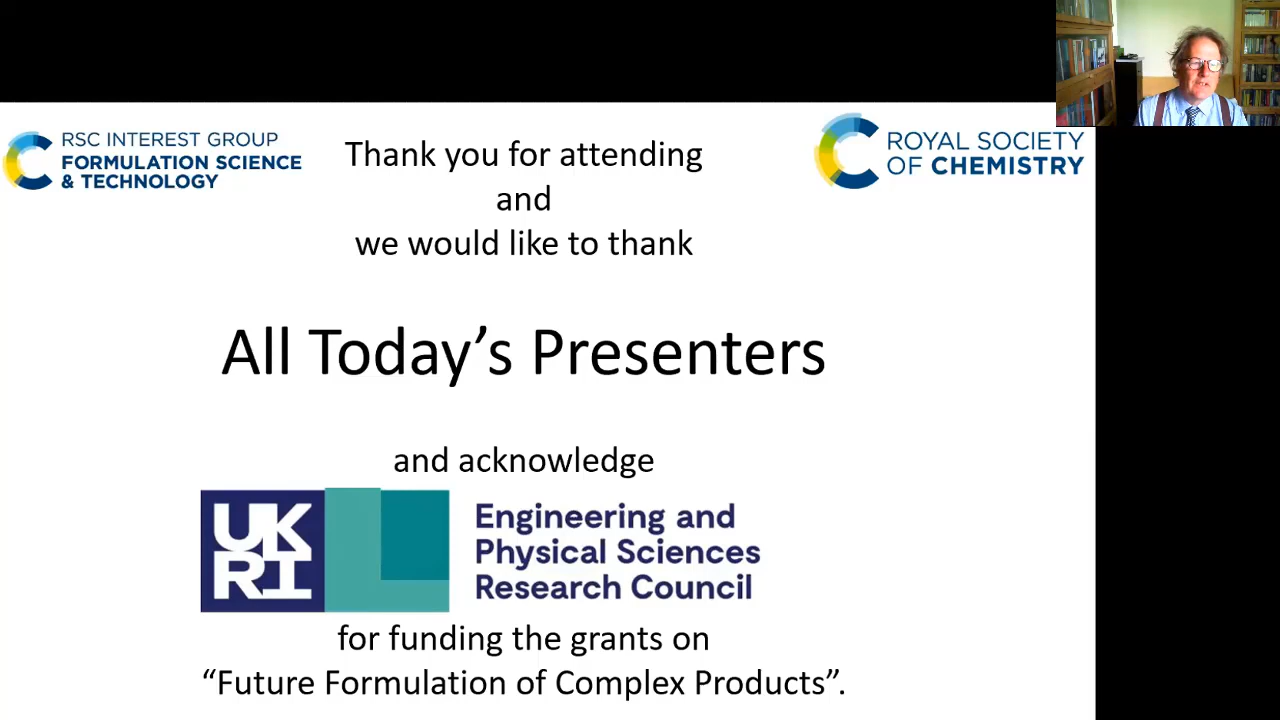 RSC INTEREST GROUP
FORMULATION SCIENCE
& TECHNOLOGY
Thank you for attending
and
we would like to thank
ROYAL SOCIETY
OF CHEMISTRY
All Today’s Presenters
and acknowledge
UK
RI
Engineering and
Physical Sciences
Research Council
for funding the grants on
“Future Formulation of Complex Products”.